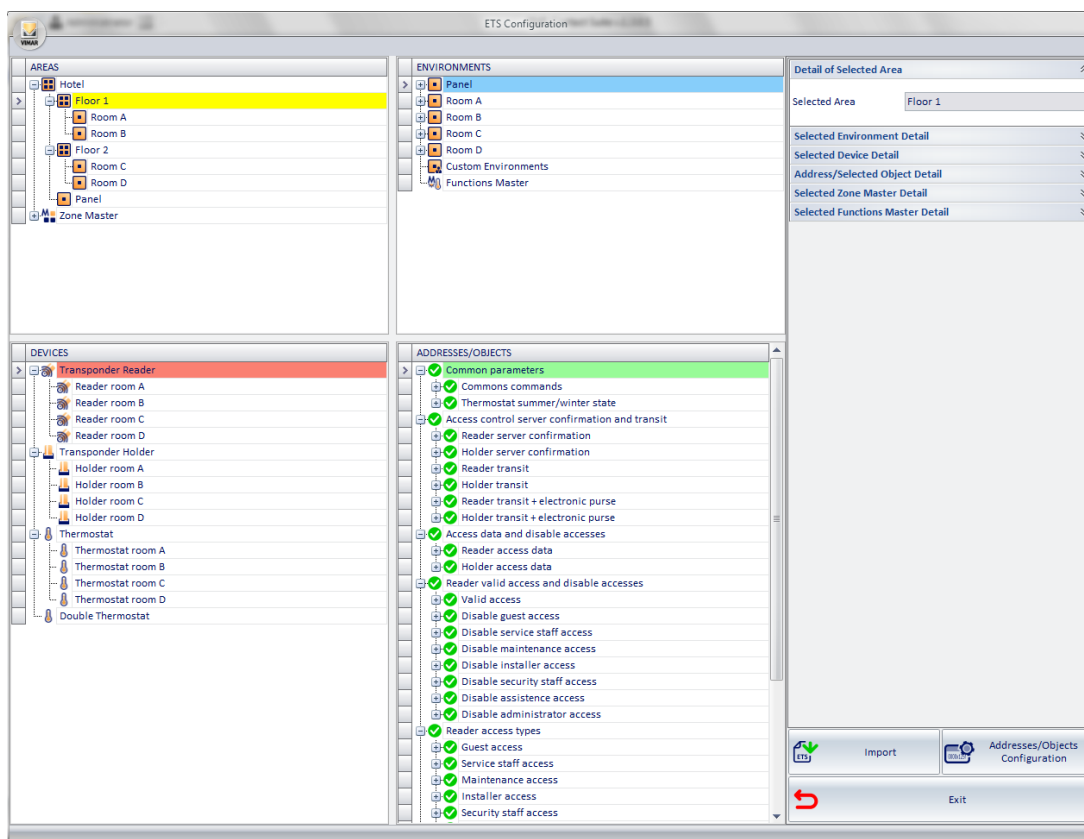 ETS Configuration
VIMAR
AREAS
Hotel
Floor 1
Room A
Room B
Floor 2
Room C
Room D
Panel
Zone Master
ENVIRONMENTS
Panel
Room A
Room B
Room C
Room D
Custom Environments
Functions Master
Detail of Selected Area
Selected Area Floor 1
Selected Environment Detail
Selected Device Detail
Address/Selected Object Detail
Selected Zone Master Detail
Selected Functions Master Detail
DEVICES
Transponder Reader
Reader room A
Reader room B
Reader room C
Reader room D
Transponder Holder
Holder room A
Holder room B
Holder room C
Holder room D
Thermostat
Thermostat room A
Thermostat room B
Thermostat room C
Thermostat room D
Double Thermostat
ADDRESSES/OBJECTS
Common parameters
Commons commands
Thermostat summer/winter state
Access control server confirmation and transit
Reader server confirmation
Holder server confirmation
Reader transit
Holder transit
Reader transit + electronic purse
Holder transit + electronic purse
Access data and disable accesses
Reader access data
Holder access data
Reader valid access and disable accesses
Valid access
Disable guest access
Disable service staff access
Disable maintenance access
Disable installer access
Disable security staff access
Disable assistence access
Disable administrator access
Reader access types
Guest access
Service staff access
Maintenance access
Installer access
Security staff access
ETS
Import
Addresses/Objects
Configuration
Exit